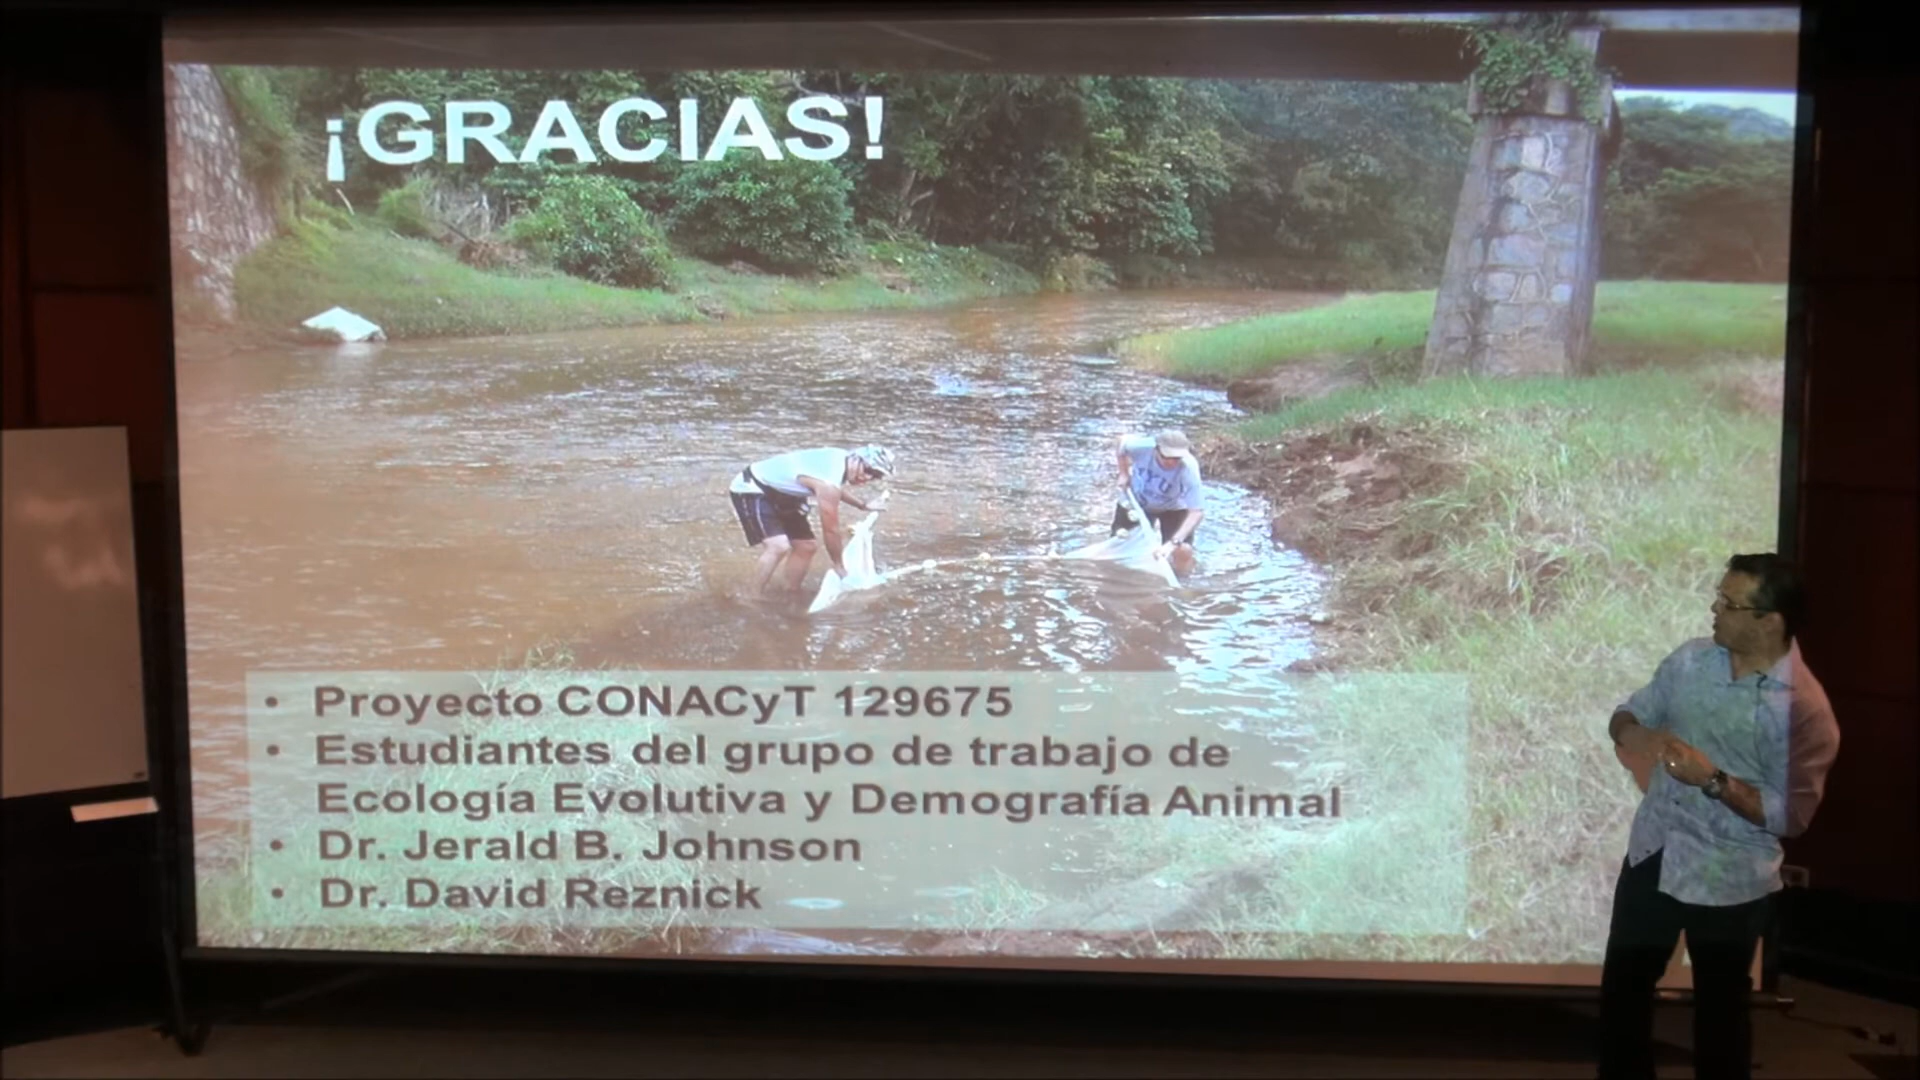 ¡GRACIAS!
• Proyecto CONACyT 129675
• Estudiantes del grupo de trabajo de
Ecología Evolutiva y Demografía Animal
• Dr. Jerald B. Johnson
• Dr. David Reznick